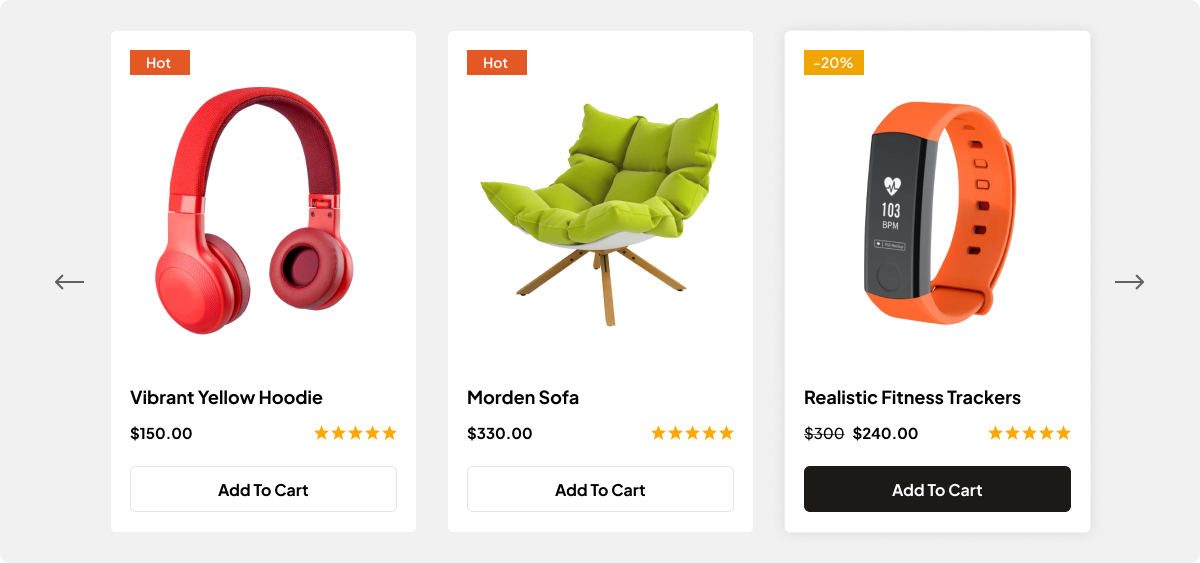 Hot
Hot
-20%
103
BPM
Vibrant Yellow Hoodie
Morden Sofa
Realistic Fitness Trackers
$150.00
$330.00
$300 $240.00
Add To Cart
Add To Cart
Add To Cart